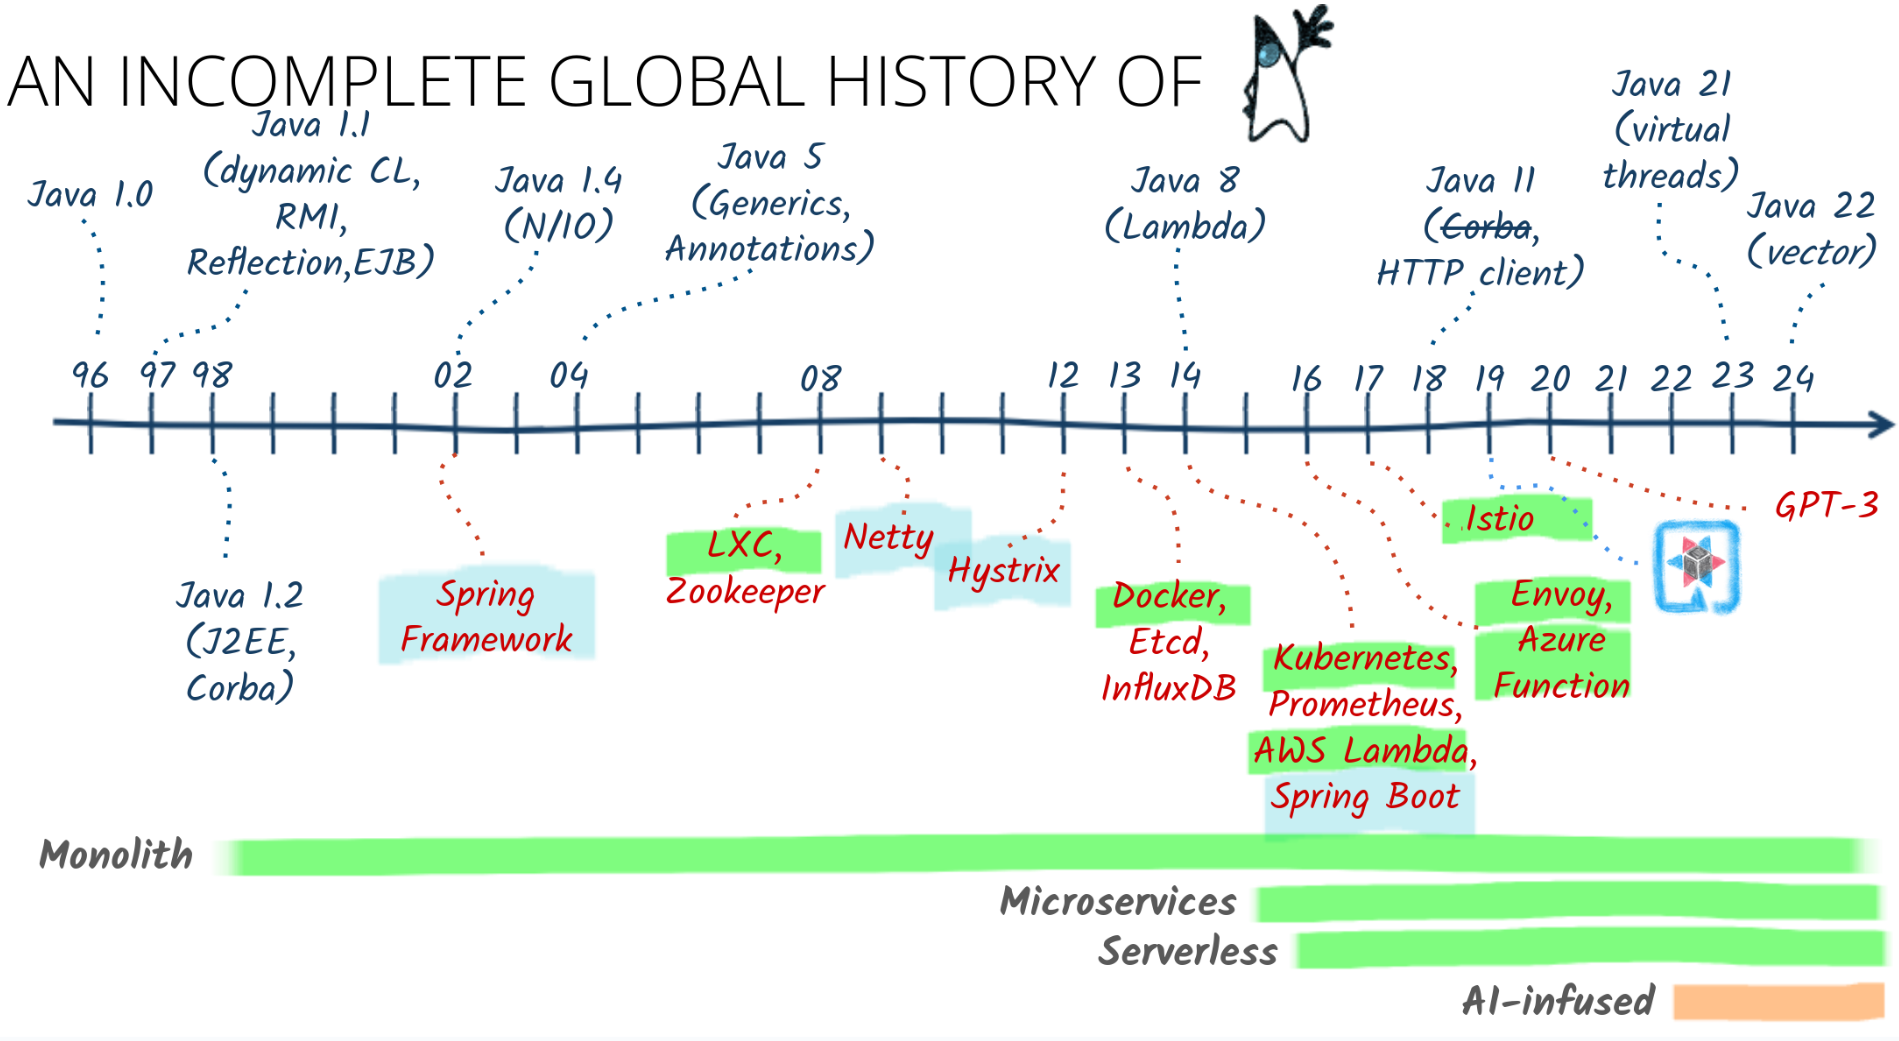 AN INCOMPLETE GLOBAL HISTORY OF
Java 1.0
Java 1.1
(dynamic CL,
RMI,
Reflection,EJB)
Java 1.4
(N/IO)
Java 5
(Generics,
Annotations)
Java 8
(Lambda)
Java 11
(Corba,
HTTP client)
Java 21
(virtual
threads)
Java 22
(vector)
96 97 98 02 04 08 12 13 14 16 17 18 19 20 21 22 23 24
Java 1.2
(J2EE,
Corba)
Spring
Framework
LXC,
Zookeeper
Netty
Hystrix
Docker,
Etcd,
InfluxDB
Kubernetes,
Prometheus,
AWS Lambda,
Spring Boot
Istio
Envoy,
Azure
Function
GPT-3
Monolith
Microservices
Serverless
AI-infused